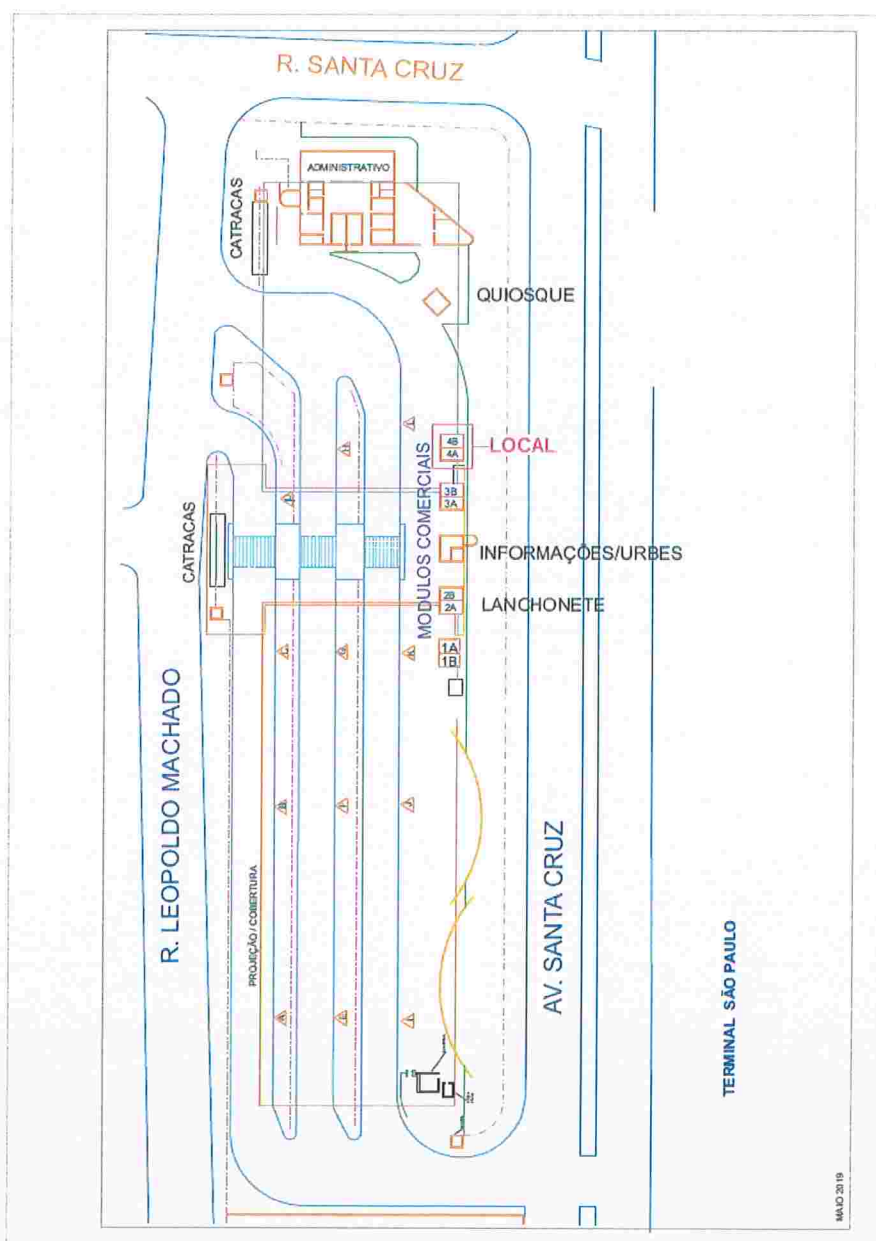 R. SANTA CRUZ
ADMINISTRATIVO
CATRACAS
QUIOSQUE
4B
4A
LOCAL
MODULOS COMERCIAIS
3B
3A
CATRACAS
INFORMAÇÕES/URBES
2B
2A
LANCHONETE
1A
1B
R. LEOPOLDO MACHADO
PROJEÇÃO / COBERTURA
AV. SANTA CRUZ
TERMINAL SÃO PAULO
MAIO 2019